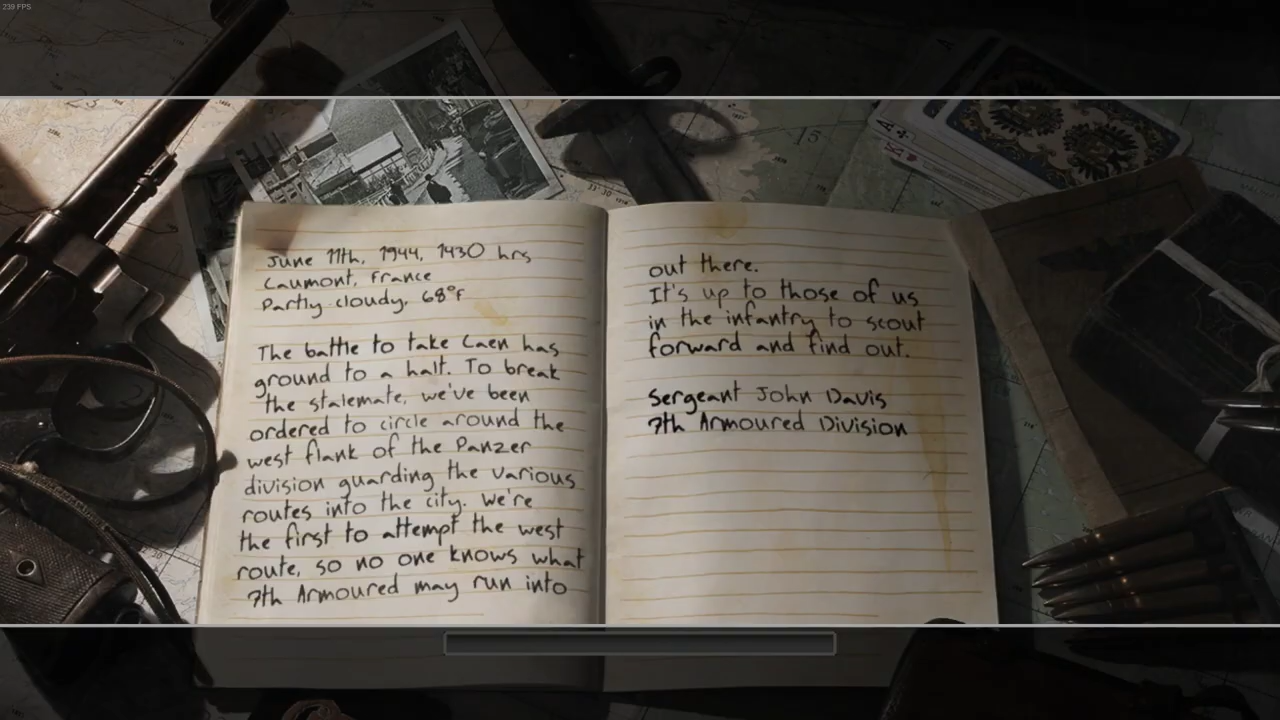 239 FPS
June 11th, 1944, 1430 hrs
Caumont, France
Partly cloudy, 68°F
The battle to take Caen has
ground to a halt. To break
the stalemate, we've been
ordered to circle around the
west flank of the Panzer
division guarding the various
routes into the city. We're
the first to attempt the west
route, so no one knows what
7th Armoured may run into
out there.
It's up to those of us
in the infantry to scout
forward and find out.
Sergeant John Davis
7th Armoured Division